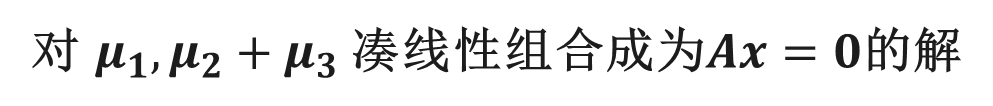 对 μ₁,μ₂ + μ₃ 凑线性组合成为Ax = 0的解